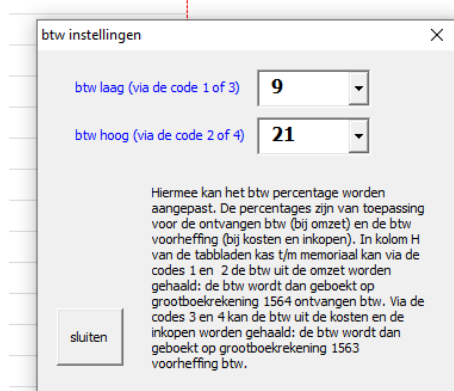 btw instellingen
btw laag (via de code 1 of 3)
9
btw hoog (via de code 2 of 4)
21
Hiermee kan het btw percentage worden
aangepast. De percentages zijn van toepassing
voor de ontvangen btw (bij omzet) en de btw
voorheffing (bij kosten en inkopen). In kolom H
van de tabbladen kas t/m memoriaal kan via de
codes 1 en  2 de btw uit de omzet worden
gehaald: de btw wordt dan geboekt op
grootboekrekening 1564 ontvangen btw. Via de
codes 3 en 4 kan de btw uit de kosten en de
inkopen worden gehaald: de btw wordt dan
geboekt op grootboekrekening 1563
voorheffing btw.
sluiten